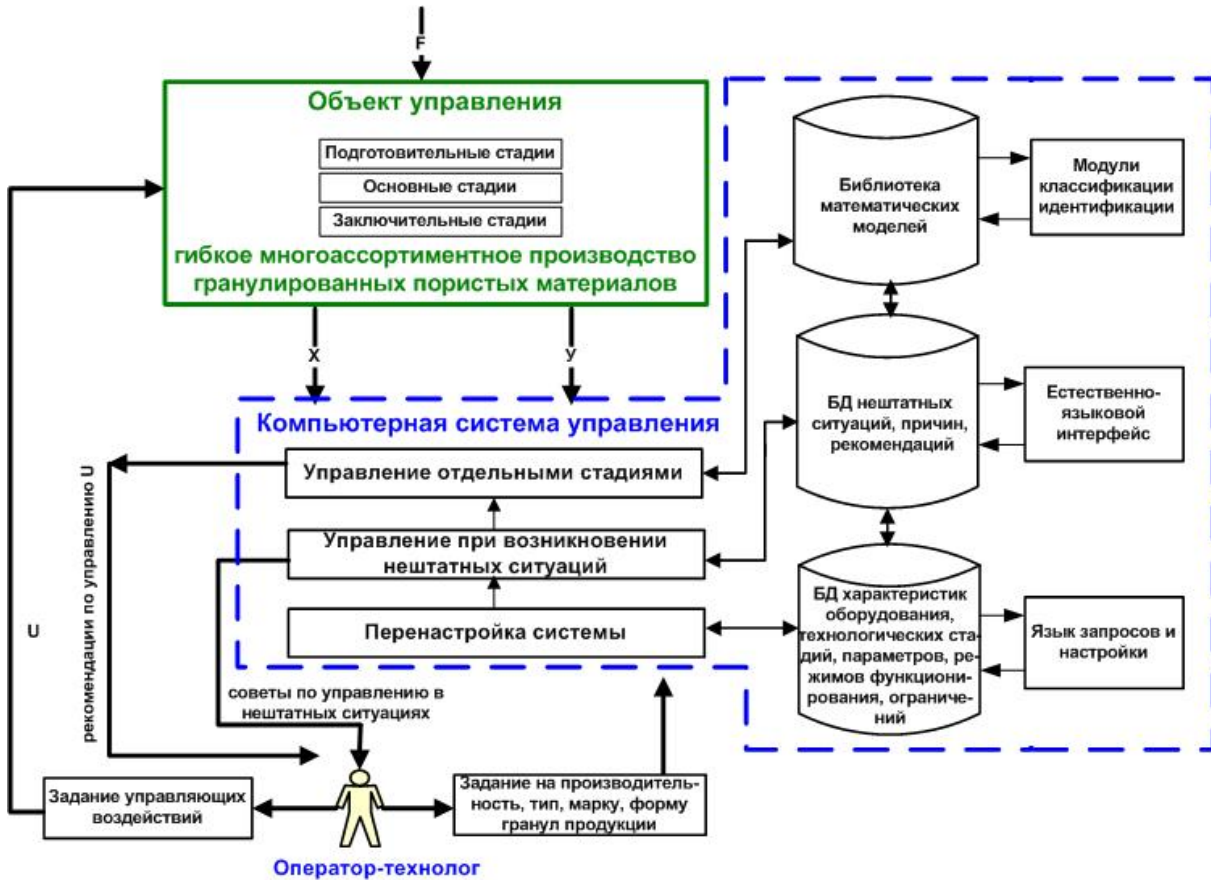 F
Объект управления
Подготовительные стадии
Основные стадии
Заключительные стадии
гибкое многоассортиментное производство
гранулированных пористых материалов
X
У
Библиотека
математических
моделей
Модули
классификации
идентификации
БД нештатных
ситуаций, причин,
рекомендаций
Естественно-
языковой
интерфейс
БД характеристик
оборудования,
технологических ста-
дий, параметров, ре-
жимов функциони-
рования, ограниче-
ний
Язык запросов и
настройки
Компьютерная система управления
Управление отдельными стадиями
Управление при возникновении
нештатных ситуаций
Перенастройка системы
U
рекомендации по управлению U
советы по управлению в
нештатных ситуациях
Задание управляющих
воздействий
Задание на производитель-
ность, тип, марку, форму
гранул продукции
Оператор-технолог